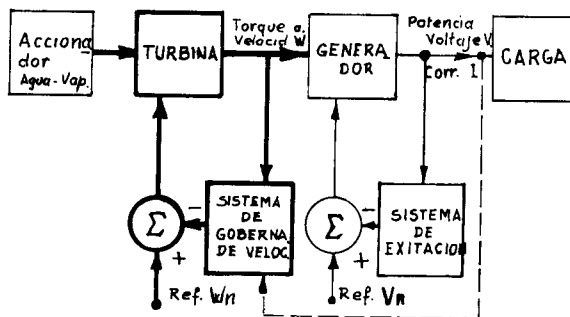 Acciona
dor
Agua-Vap.
TURBINA
Torque a.
Velocid W
GENERA
DOR
Potencia
Voltaje V
Corr. I
CARGA
Σ
-
+
SISTEMA
DE
GOBERNA.
DE VELOC.
Ref. Wn
Σ
-
+
SISTEMA
DE
EXITACION
Ref. Vn